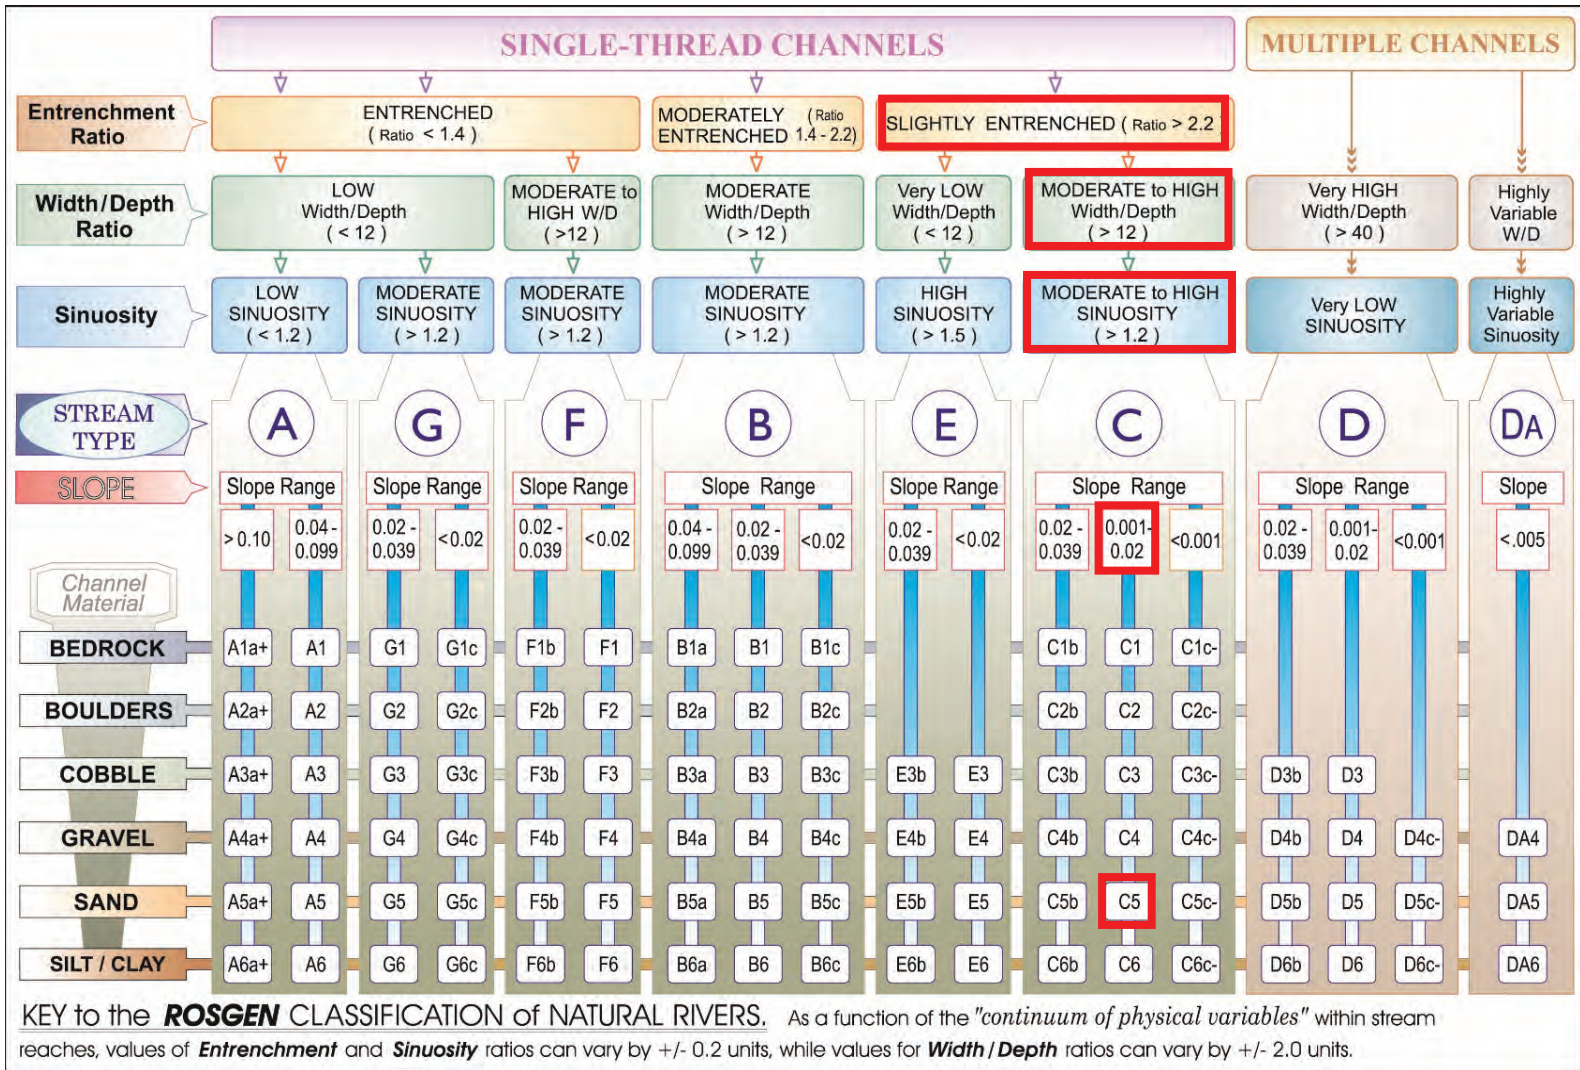 SINGLE-THREAD CHANNELS
MULTIPLE CHANNELS
Entrenchment
Ratio
ENTRENCHED
( Ratio < 1.4 )
MODERATELY ( Ratio
ENTRENCHED 1.4 - 2.2)
SLIGHTLY ENTRENCHED ( Ratio > 2.2 )
Width/Depth
Ratio
LOW
Width/Depth
( < 12 )
MODERATE to
HIGH W/D
( >12 )
MODERATE
Width/Depth
( > 12 )
Very LOW
Width/Depth
( < 12 )
MODERATE to HIGH
Width/Depth
( > 12 )
Very HIGH
Width/Depth
( > 40 )
Highly
Variable
W/D
Sinuosity
LOW
SINUOSITY
( < 1.2 )
MODERATE
SINUOSITY
( > 1.2 )
MODERATE
SINUOSITY
( > 1.2 )
MODERATE
SINUOSITY
( > 1.2 )
HIGH
SINUOSITY
( > 1.5 )
MODERATE to HIGH
SINUOSITY
( > 1.2 )
Very LOW
SINUOSITY
Highly
Variable
Sinuosity
STREAM
TYPE
A G F B E C D DA
SLOPE
Slope Range Slope Range Slope Range Slope Range Slope Range Slope Range Slope Range Slope
> 0.10
0.04 -
0.099
0.02 -
0.039
<0.02
0.02 -
0.039
<0.02
0.04 -
0.099
0.02 -
0.039
<0.02
0.02 -
0.039
<0.02
0.02 -
0.039
0.001-
0.02
<0.001
0.02 -
0.039
0.001-
0.02
<0.001
<.005
Channel
Material
BEDROCK A1a+ A1 G1 G1c F1b F1 B1a B1 B1c C1b C1 C1c-
BOULDERS A2a+ A2 G2 G2c F2b F2 B2a B2 B2c C2b C2 C2c-
COBBLE A3a+ A3 G3 G3c F3b F3 B3a B3 B3c E3b E3 C3b C3 C3c- D3b D3
GRAVEL A4a+ A4 G4 G4c F4b F4 B4a B4 B4c E4b E4 C4b C4 C4c- D4b D4 D4c- DA4
SAND A5a+ A5 G5 G5c F5b F5 B5a B5 B5c E5b E5 C5b C5 C5c- D5b D5 D5c- DA5
SILT / CLAY A6a+ A6 G6 G6c F6b F6 B6a B6 B6c E6b E6 C6b C6 C6c- D6b D6 D6c- DA6
KEY to the ROSGEN CLASSIFICATION of NATURAL RIVERS. As a function of the "continuum of physical variables" within stream
reaches, values of Entrenchment and Sinuosity ratios can vary by +/- 0.2 units, while values for Width / Depth ratios can vary by +/- 2.0 units.